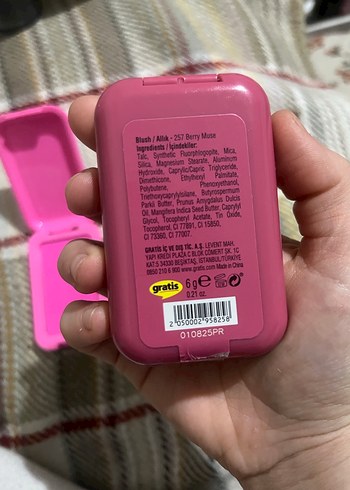 Blush / Allık - 257 Berry Muse
Ingredients / İçindekiler:
Talc, Synthetic Fluorphlogopite, Mica,
Silica, Magnesium Stearate, Aluminum
Hydroxide, Caprylic/Capric Triglyceride,
Dimethicone, Ethylhexyl Palmitate,
Polybutene, Phenoxyethanol,
Triethoxycaprylylsilane, Butyrospermum
Parkii Butter, Prunus Amygdalus Dulcis
Oil, Mangifera Indica Seed Butter, Caprylyl
Glycol, Tocopheryl Acetate, Tin Oxide,
Tocopherol. CI 77891, CI 15850,
CI 73360, CI 77007.
GRATİS İÇ VE DIŞ TİC. A.Ş. LEVENT MAH.
YAPI KREDİ PLAZA C BLOK CÖMERT SK. 1C
KAT:5 34330 BEŞİKTAŞ, İSTANBUL/TÜRKİYE
0850 210 6 900 www.gratis.com Made in China
gratis 6 g e
0.21 oz.
2 050002 958258
010825PR